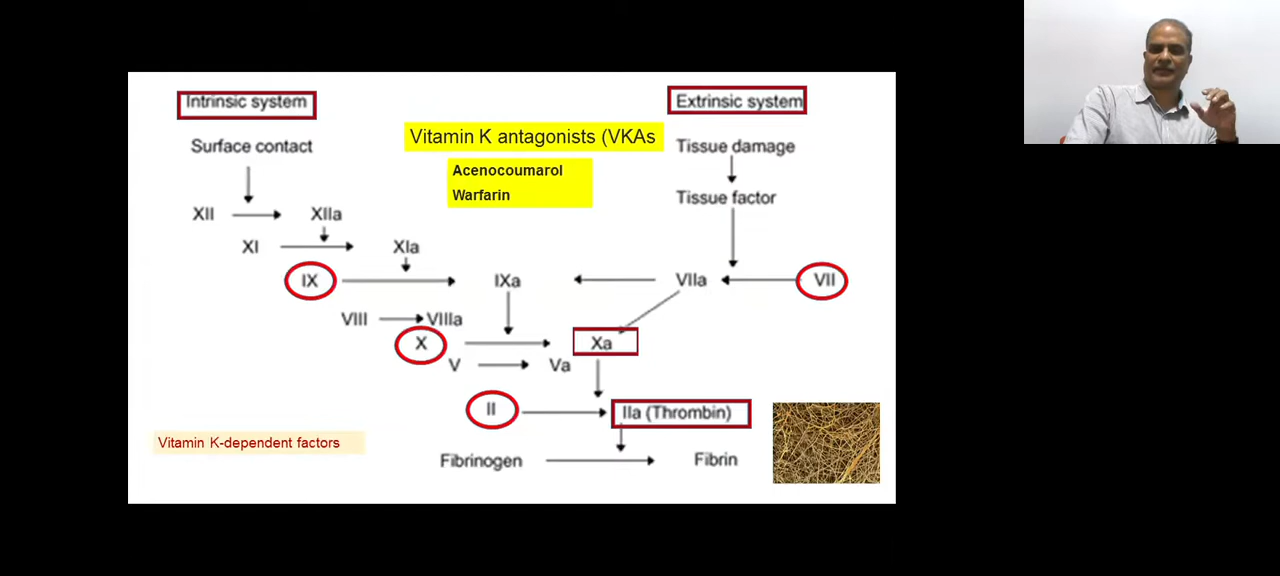 Intrinsic system
Extrinsic system
Vitamin K antagonists (VKAs
Surface contact
Tissue damage
Acenocoumarol
Warfarin
Tissue factor
XII
XIIa
XI
XIa
IX
IXa
VIIa
VII
VIII
VIIIa
X
Xa
V
Va
II
IIa (Thrombin)
Vitamin K-dependent factors
Fibrinogen
Fibrin